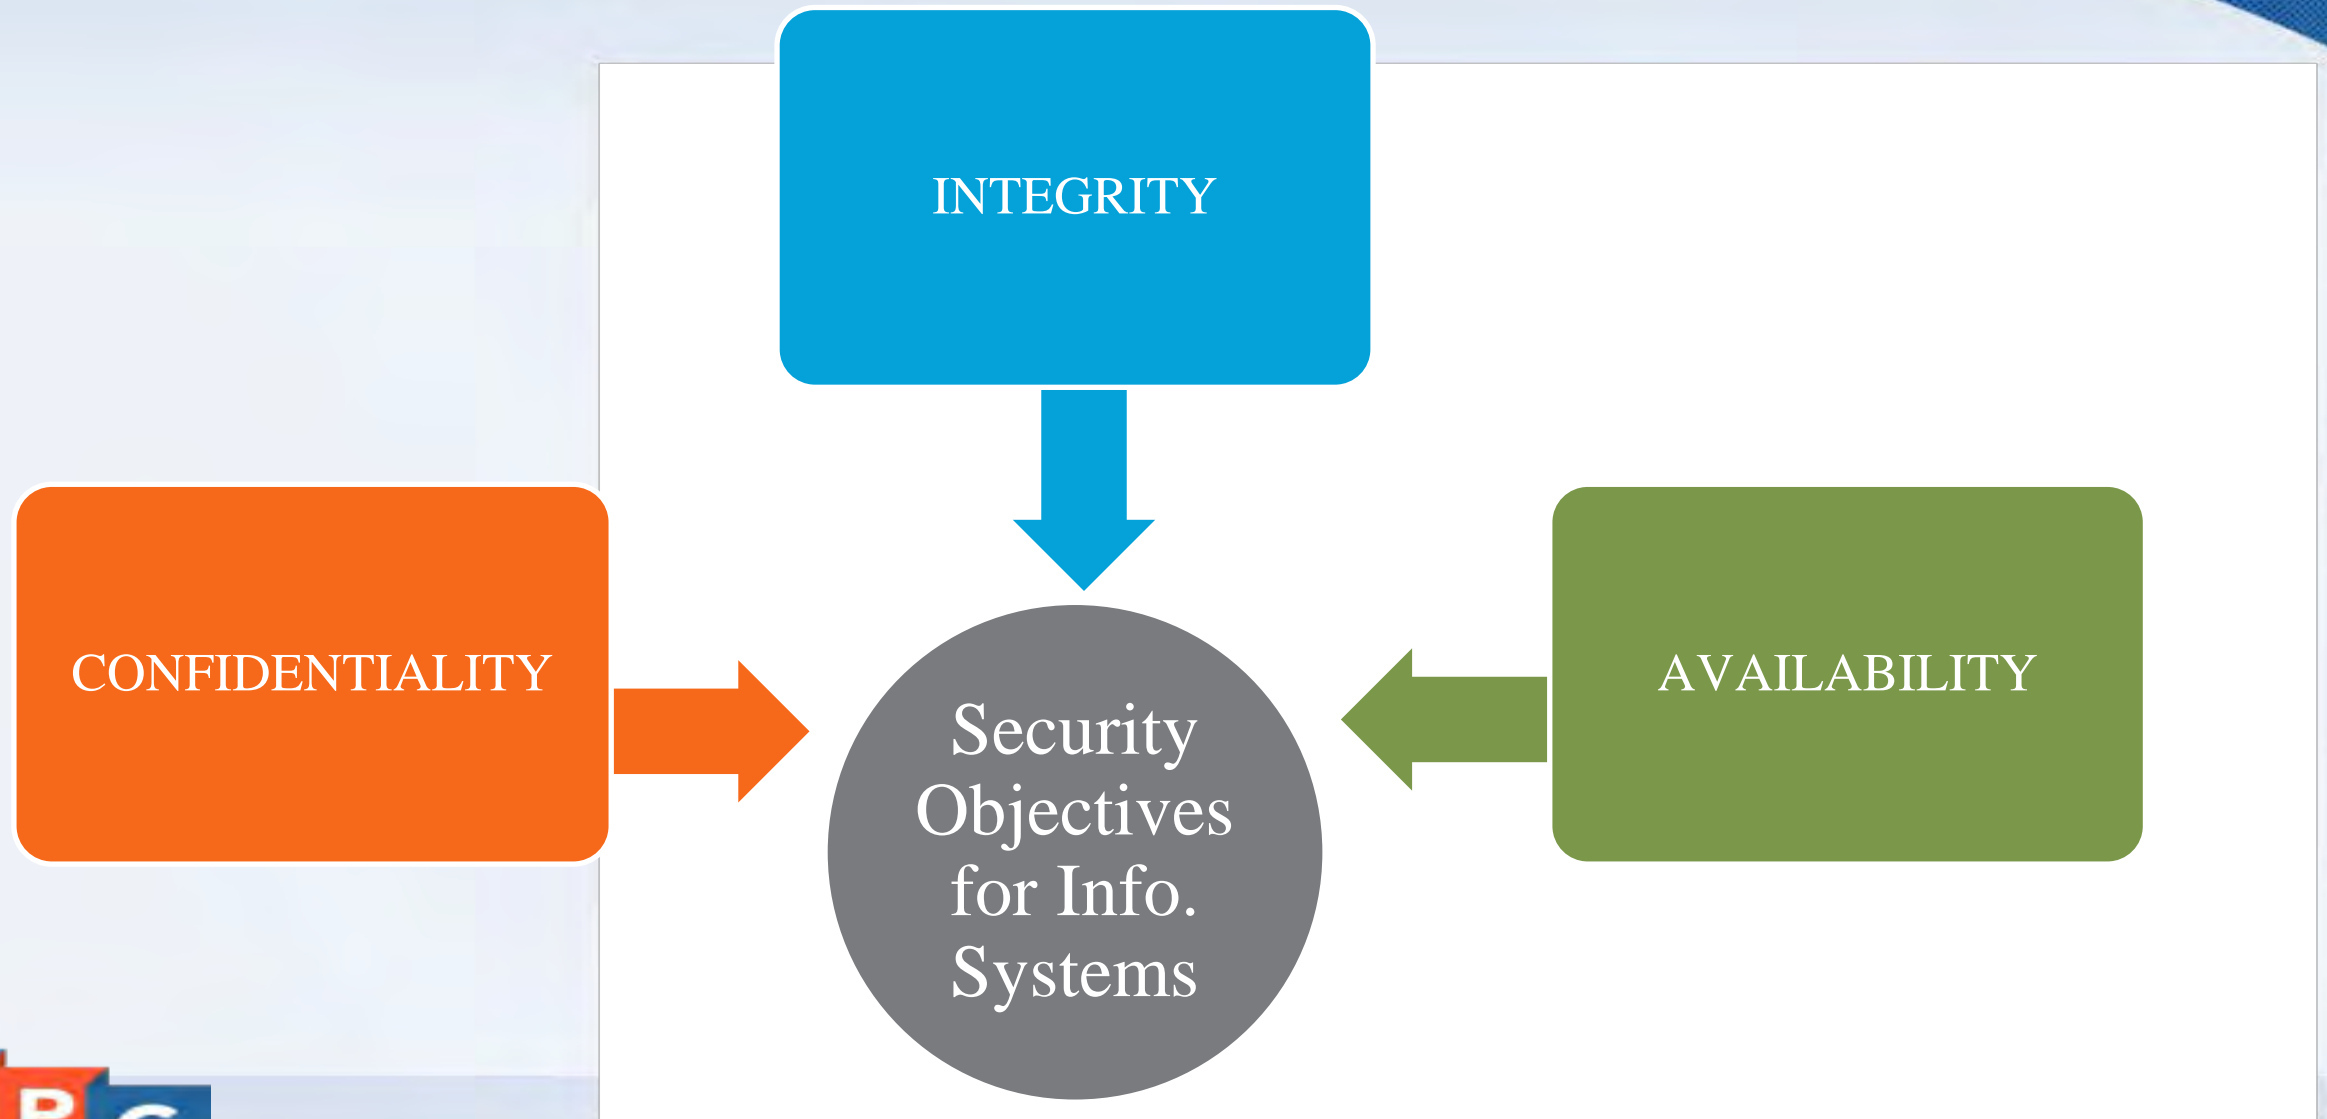 INTEGRITY
CONFIDENTIALITY
AVAILABILITY
Security
Objectives
for Info.
Systems